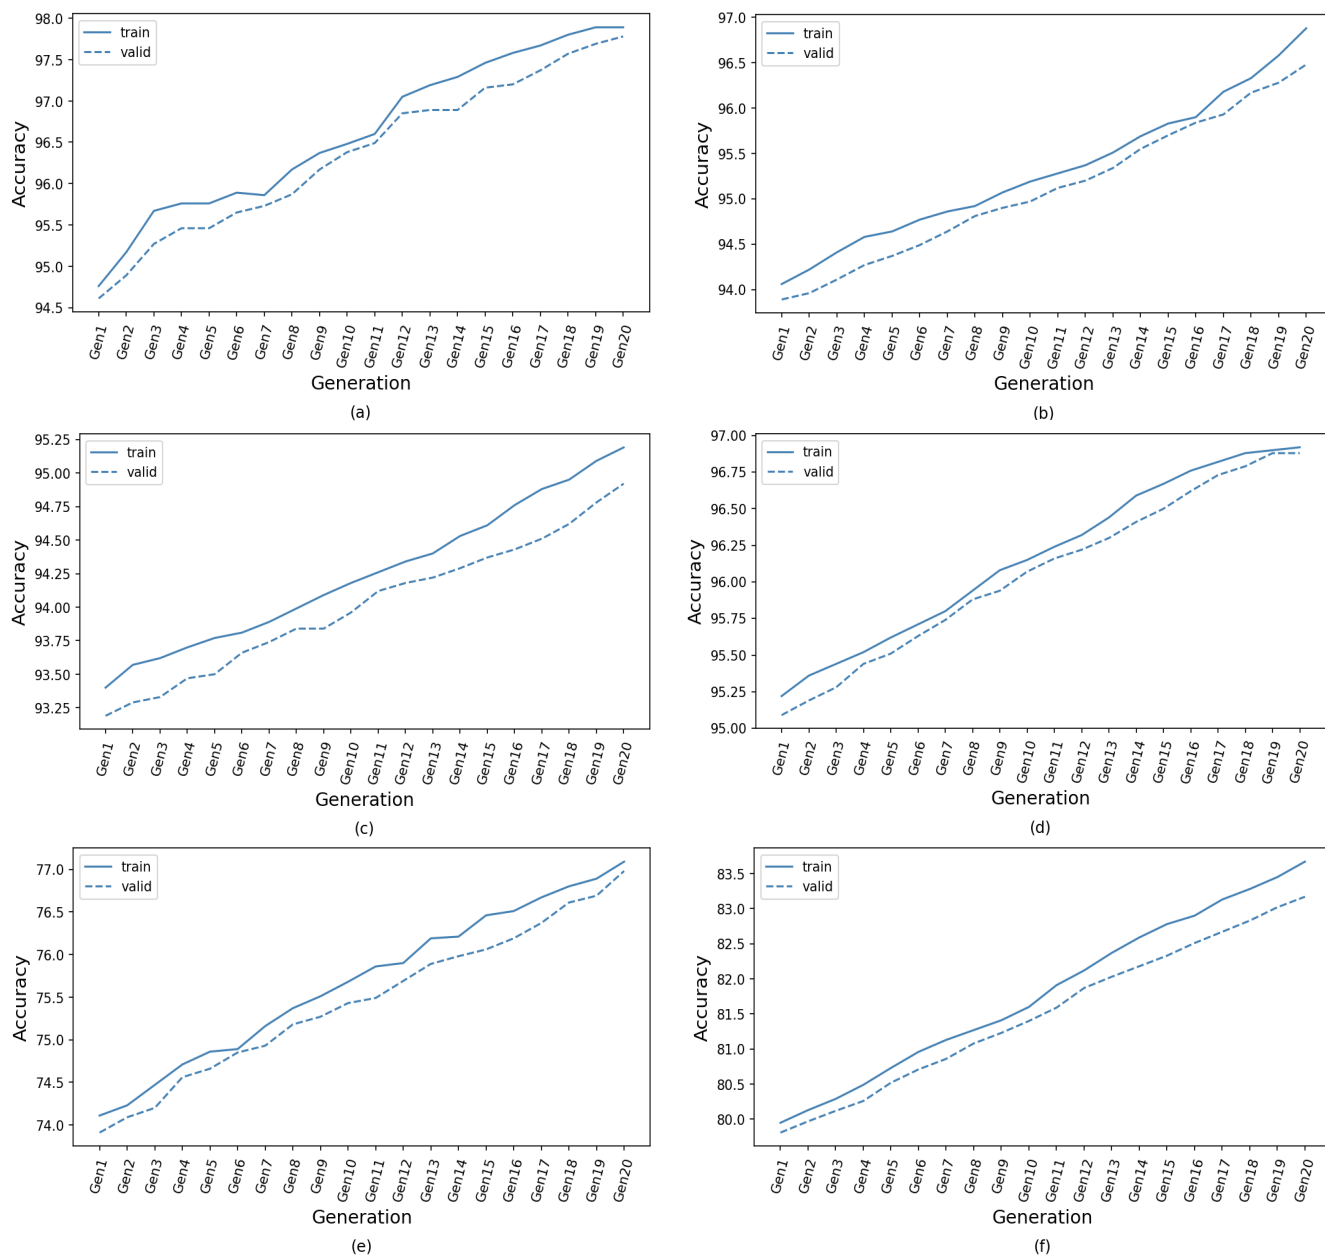 98.0
97.5
97.0
96.5
96.0
95.5
95.0
94.5
Accuracy
train
valid
Gen1 Gen2 Gen3 Gen4 Gen5 Gen6 Gen7 Gen8 Gen9 Gen10 Gen11 Gen12 Gen13 Gen14 Gen15 Gen16 Gen17 Gen18 Gen19 Gen20
Generation
(a)
97.0
96.5
96.0
95.5
95.0
94.5
94.0
Accuracy
train
valid
Gen1 Gen2 Gen3 Gen4 Gen5 Gen6 Gen7 Gen8 Gen9 Gen10 Gen11 Gen12 Gen13 Gen14 Gen15 Gen16 Gen17 Gen18 Gen19 Gen20
Generation
(b)
95.25
95.00
94.75
94.50
94.25
94.00
93.75
93.50
93.25
Accuracy
train
valid
Gen1 Gen2 Gen3 Gen4 Gen5 Gen6 Gen7 Gen8 Gen9 Gen10 Gen11 Gen12 Gen13 Gen14 Gen15 Gen16 Gen17 Gen18 Gen19 Gen20
Generation
(c)
97.00
96.75
96.50
96.25
96.00
95.75
95.50
95.25
95.00
Accuracy
train
valid
Gen1 Gen2 Gen3 Gen4 Gen5 Gen6 Gen7 Gen8 Gen9 Gen10 Gen11 Gen12 Gen13 Gen14 Gen15 Gen16 Gen17 Gen18 Gen19 Gen20
Generation
(d)
77.0
76.5
76.0
75.5
75.0
74.5
74.0
Accuracy
train
valid
Gen1 Gen2 Gen3 Gen4 Gen5 Gen6 Gen7 Gen8 Gen9 Gen10 Gen11 Gen12 Gen13 Gen14 Gen15 Gen16 Gen17 Gen18 Gen19 Gen20
Generation
(e)
83.5
83.0
82.5
82.0
81.5
81.0
80.5
80.0
Accuracy
train
valid
Gen1 Gen2 Gen3 Gen4 Gen5 Gen6 Gen7 Gen8 Gen9 Gen10 Gen11 Gen12 Gen13 Gen14 Gen15 Gen16 Gen17 Gen18 Gen19 Gen20
Generation
(f)